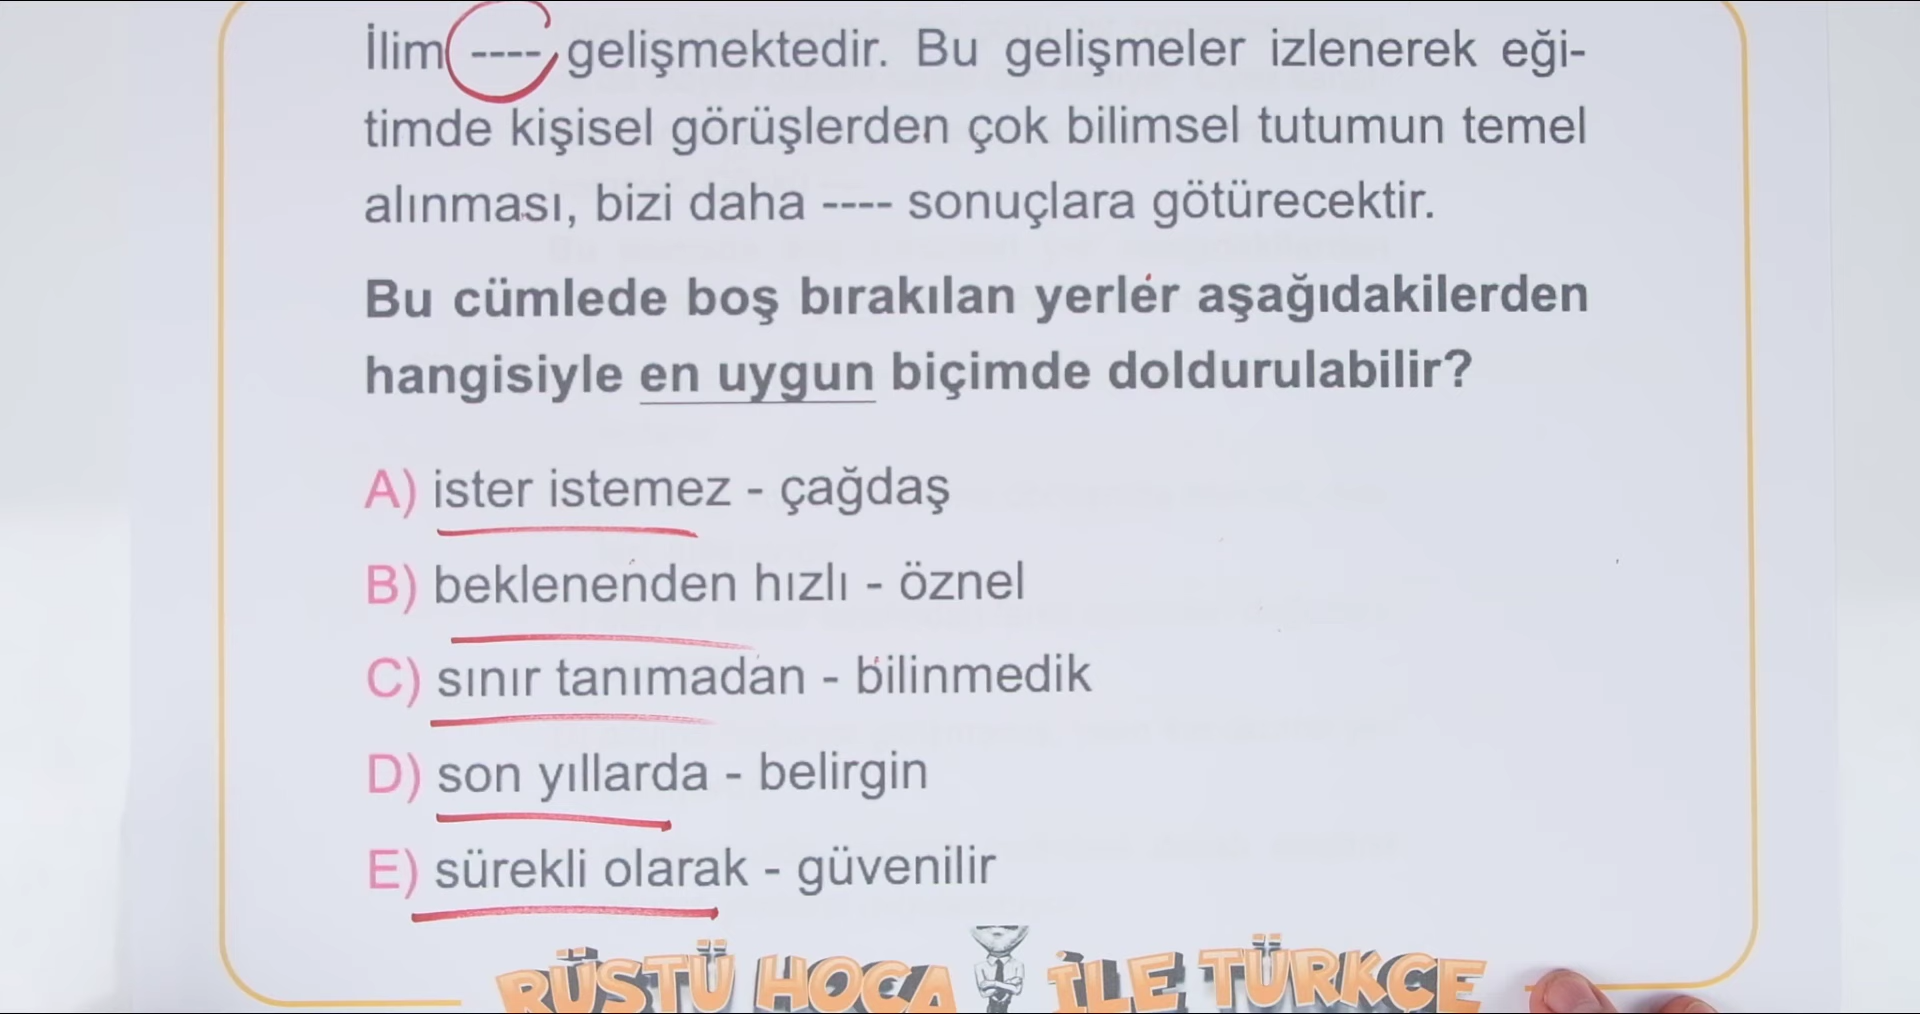 İlim ---- gelişmektedir. Bu gelişmeler izlenerek eği-
timde kişisel görüşlerden çok bilimsel tutumun temel
alınması, bizi daha ---- sonuçlara götürecektir.
Bu cümlede boş bırakılan yerler aşağıdakilerden
hangisiyle en uygun biçimde doldurulabilir?
A) ister istemez - çağdaş
B) beklenenden hızlı - öznel
C) sınır tanımadan - bilinmedik
D) son yıllarda - belirgin
E) sürekli olarak - güvenilir
RÜSTÜ HOCA İLE TÜRKÇE